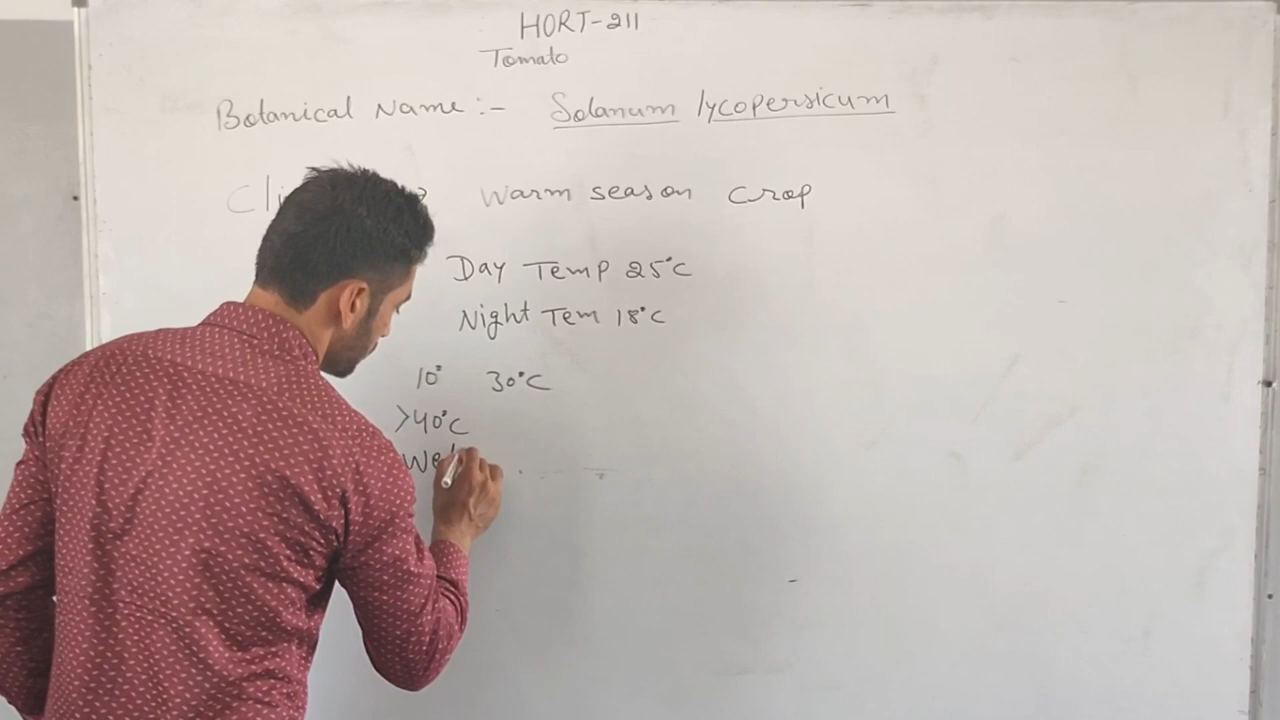 HORT-211
Tomato
Botanical Name :- Solanum lycopersicum
Warm season crop
Day Temp 25°C
Night Tem 18°C
10° 30°C
>40°C